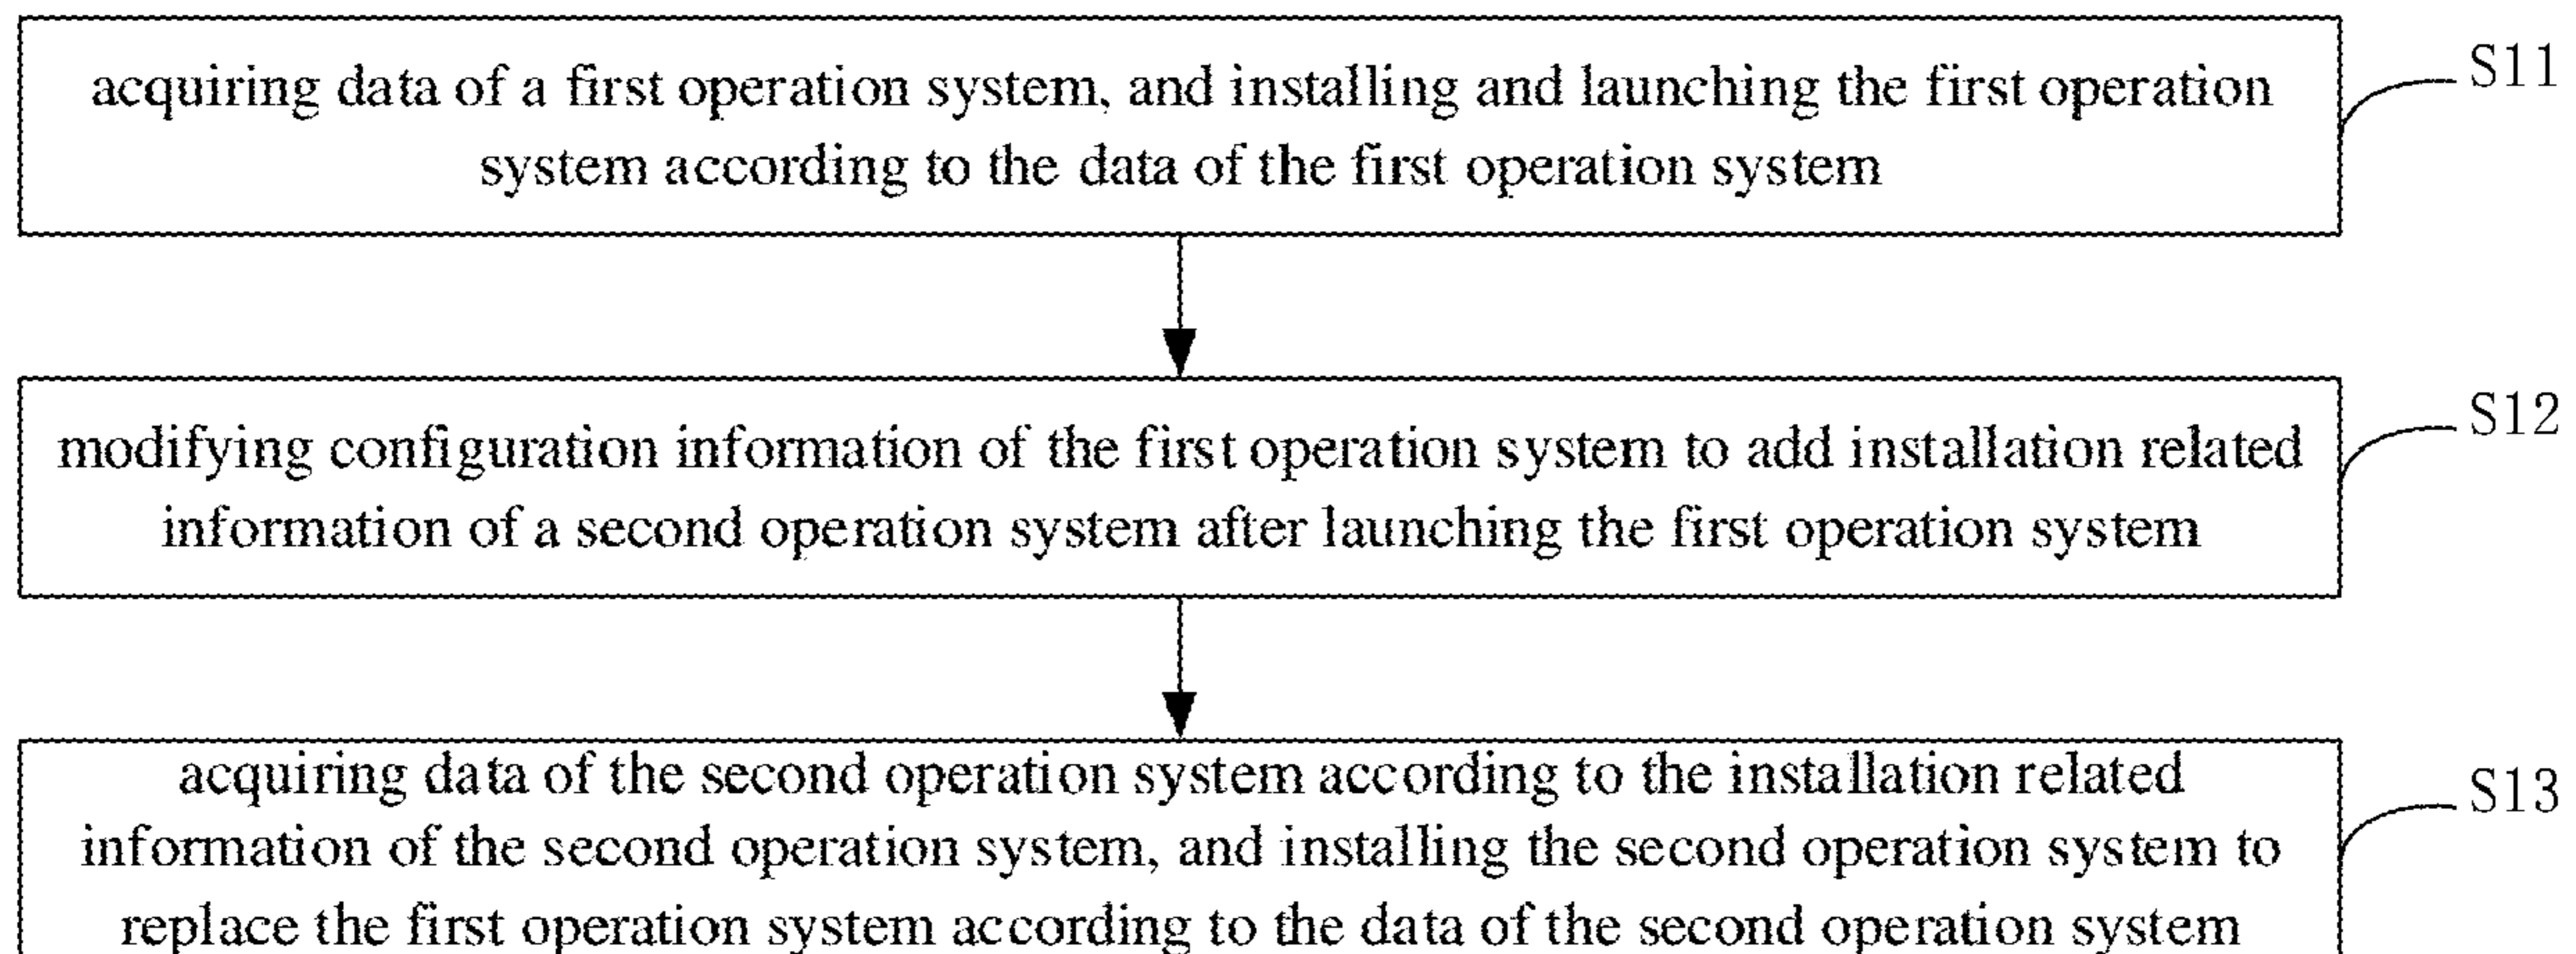 acquiring data of a first operation system, and installing and launching the first operation
system according to the data of the first operation system
S11
modifying configuration information of the first operation system to add installation related
information of a second operation system after launching the first operation system
S12
acquiring data of the second operation system according to the installation related
information of the second operation system, and installing the second operation system to
replace the first operation system according to the data of the second operation system
S13